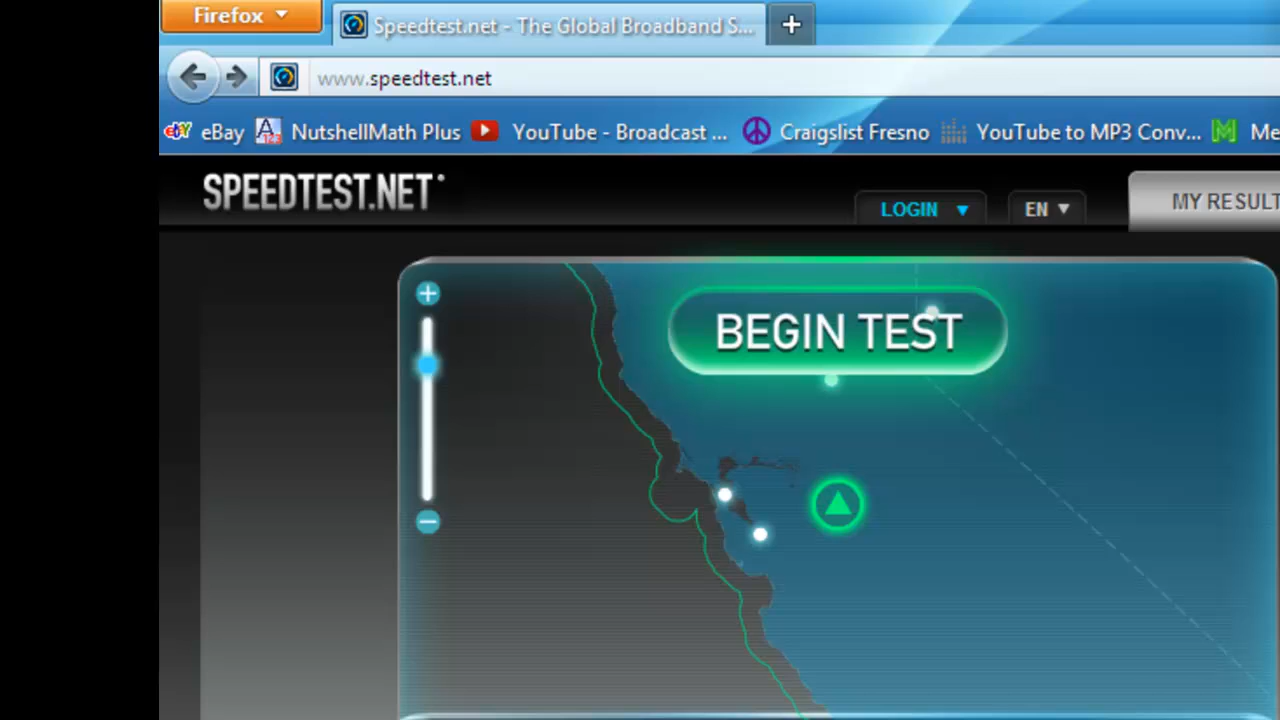 Firefox
Speedtest.net - The Global Broadband S...
www.speedtest.net
eBay NutshellMath Plus YouTube - Broadcast ... Craigslist Fresno YouTube to MP3 Conv... Me
SPEEDTEST.NET
LOGIN EN MY RESULT
BEGIN TEST